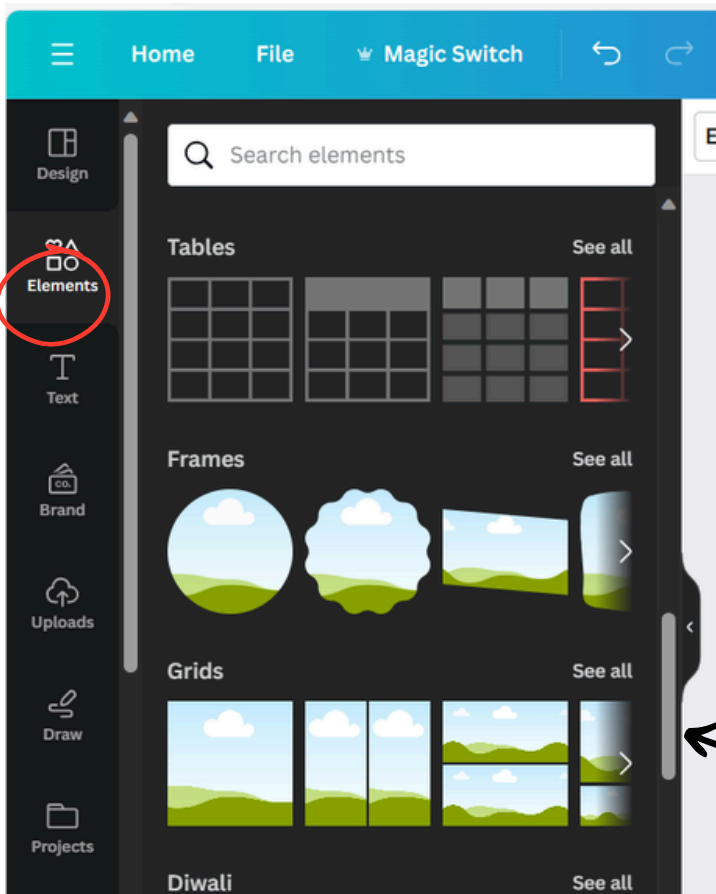 Home File Magic Switch
Design
Search elements
E
Elements
Tables See all
Text
Frames See all
CO.
Brand
Uploads
Grids See all
Draw
Projects
Diwali See all